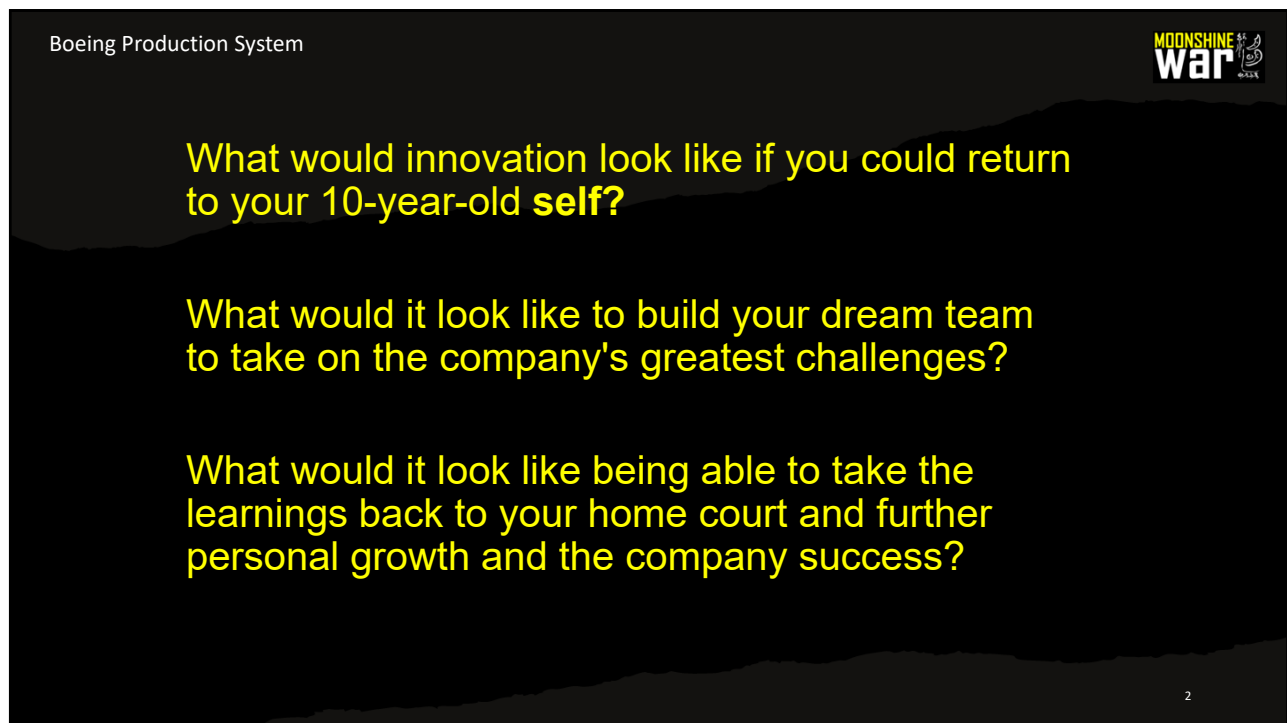 Boeing Production System
MOONSHINE
war
What would innovation look like if you could return
to your 10-year-old self?
What would it look like to build your dream team
to take on the company's greatest challenges?
What would it look like being able to take the
learnings back to your home court and further
personal growth and the company success?
2